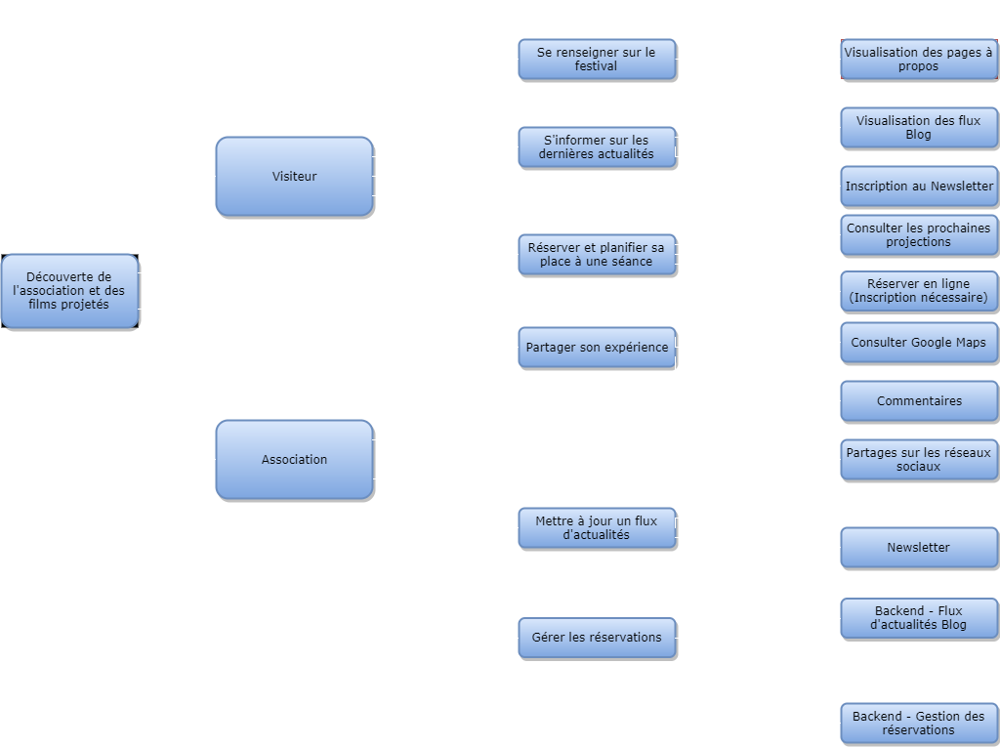 Découverte de
l'association et des
films projetés
Visiteur
Association
Se renseigner sur le
festival
S'informer sur les
dernières actualités
Réserver et planifier sa
place à une séance
Partager son expérience
Mettre à jour un flux
d'actualités
Gérer les réservations
Visualisation des pages à
propos
Visualisation des flux
Blog
Inscription au Newsletter
Consulter les prochaines
projections
Réserver en ligne
(Inscription nécessaire)
Consulter Google Maps
Commentaires
Partages sur les réseaux
sociaux
Newsletter
Backend - Flux
d'actualités Blog
Backend - Gestion des
réservations